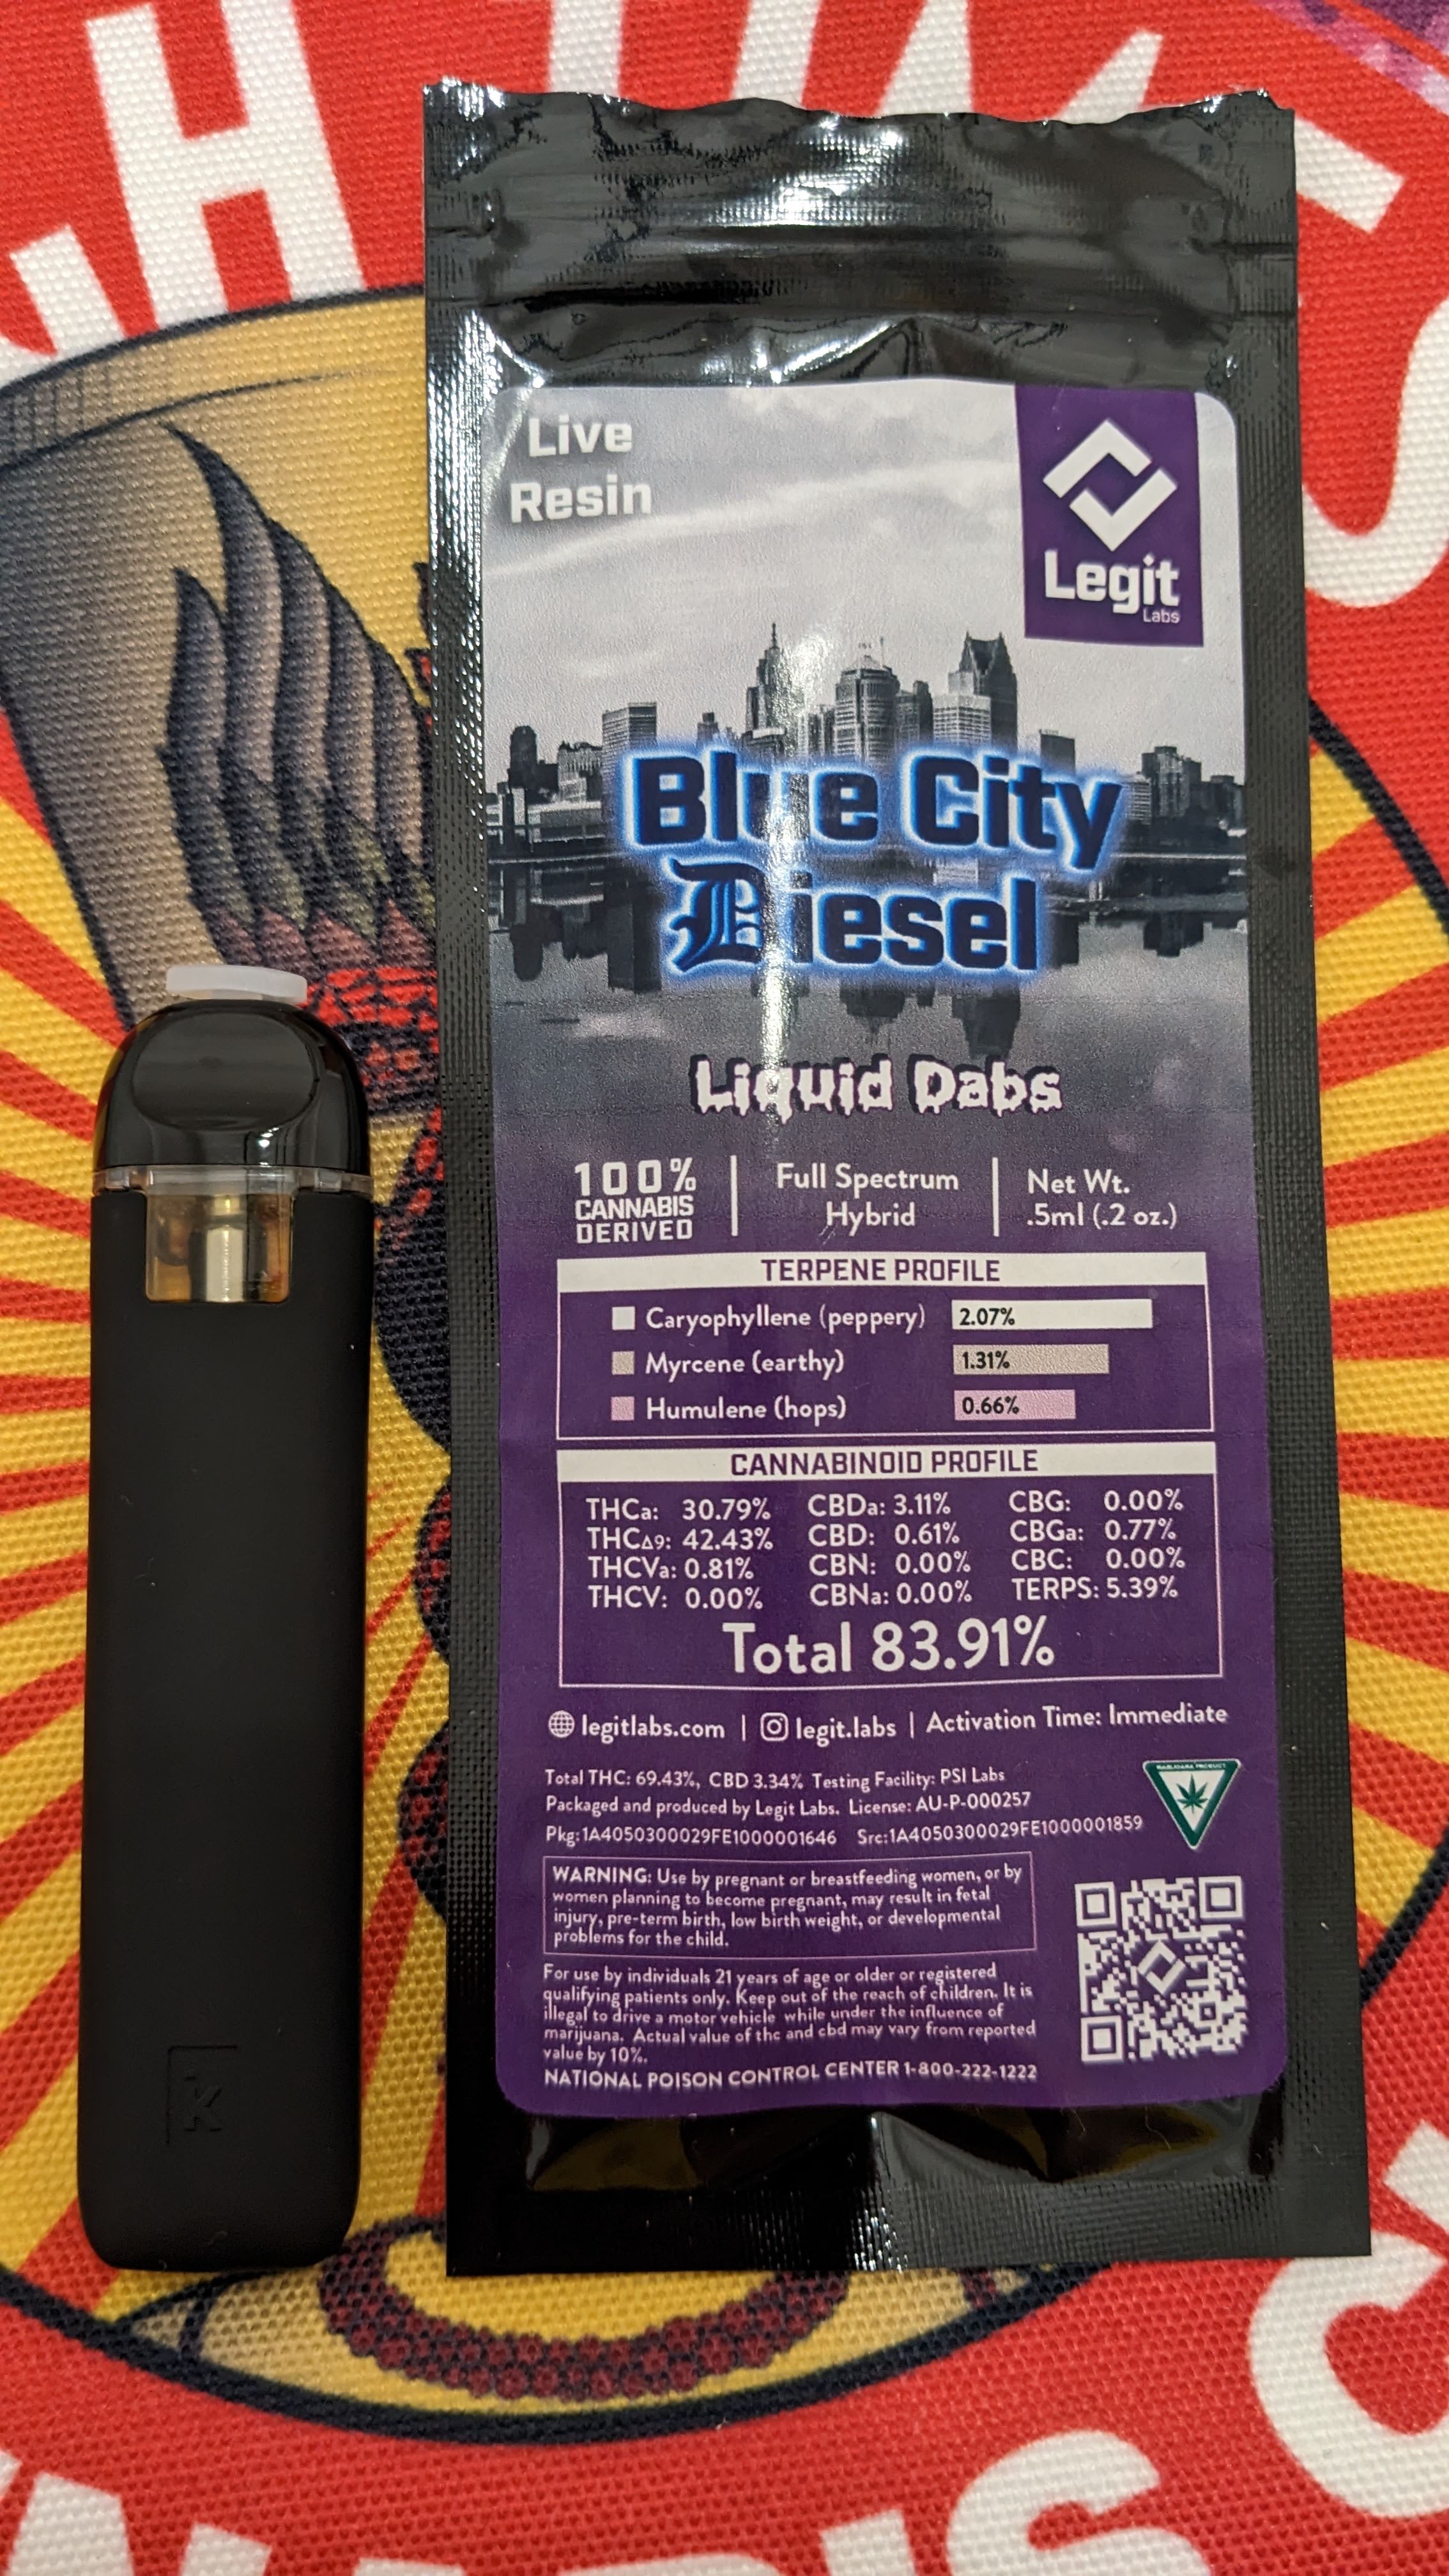 Live
Resin
Legit
Labs
Blue City
Diesel
Liquid Dabs
100%
CANNABIS
DERIVED
Full Spectrum
Hybrid
Net Wt.
.5ml (.2 oz.)
TERPENE PROFILE
Caryophyllene (peppery) 2.07%
Myrcene (earthy) 1.31%
Humulene (hops) 0.66%
CANNABINOID PROFILE
THCa: 30.79% CBDa: 3.11% CBG: 0.00%
THCΔ9: 42.43% CBD: 0.61% CBGa: 0.77%
THCVa: 0.81% CBN: 0.00% CBC: 0.00%
THCV: 0.00% CBNa: 0.00% TERPS: 5.39%
Total 83.91%
legitlabs.com | legit.labs | Activation Time: Immediate
Total THC: 69.43%, CBD 3.34% Testing Facility: PSI Labs
Packaged and produced by Legit Labs. License: AU-P-000257
Pkg:1A4050300029FE1000001646 Src:1A4050300029FE1000001859
MARIJUANA PRODUCT
WARNING: Use by pregnant or breastfeeding women, or by
women planning to become pregnant, may result in fetal
injury, pre-term birth, low birth weight, or developmental
problems for the child.
For use by individuals 21 years of age or older or registered
qualifying patients only. Keep out of the reach of children. It is
illegal to drive a motor vehicle while under the influence of
marijuana. Actual value of thc and cbd may vary from reported
value by 10%.
NATIONAL POISON CONTROL CENTER 1-800-222-1222
k